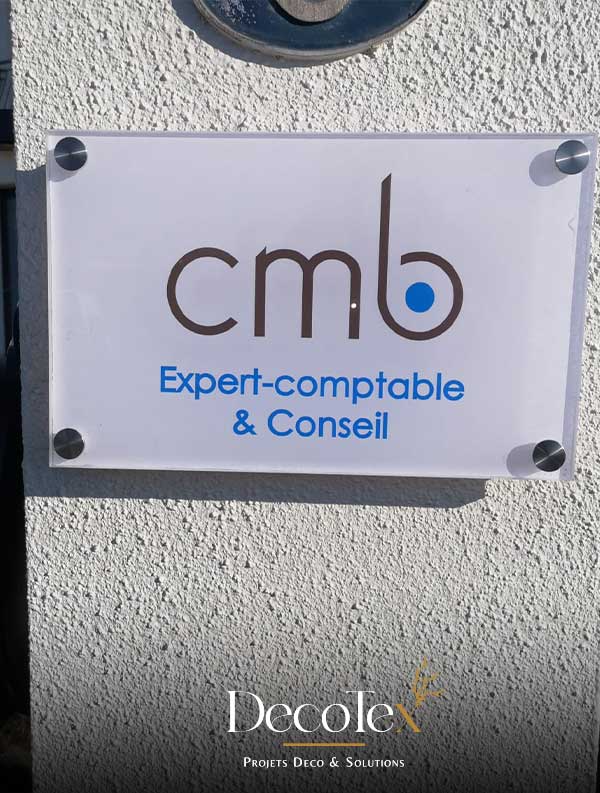 cmb
Expert-comptable
& Conseil
DecoTex
Projets Deco & Solutions